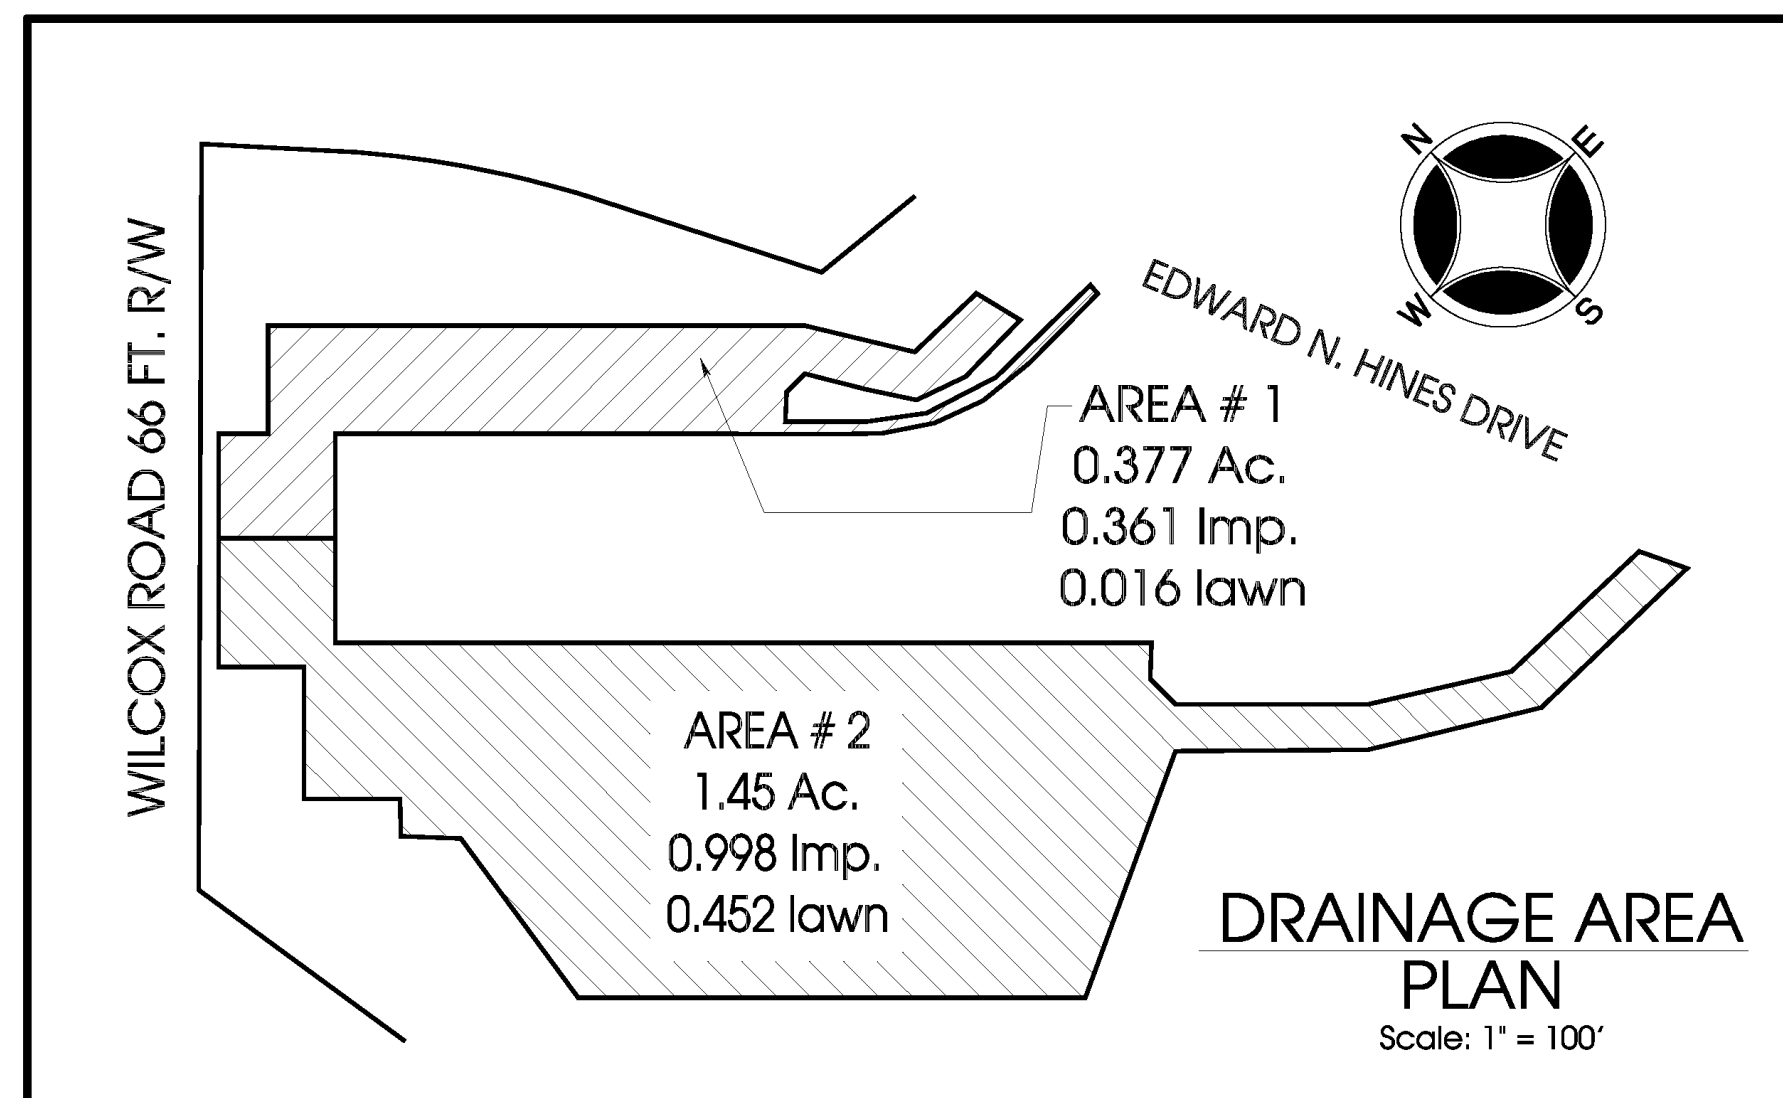 WILCOX ROAD 66 FT. R/W
N
E
W
S
EDWARD N. HINES DRIVE
AREA # 1
0.377 Ac.
0.361 Imp.
0.016 lawn
AREA # 2
1.45 Ac.
0.998 Imp.
0.452 lawn
DRAINAGE AREA
PLAN
Scale: 1" = 100'